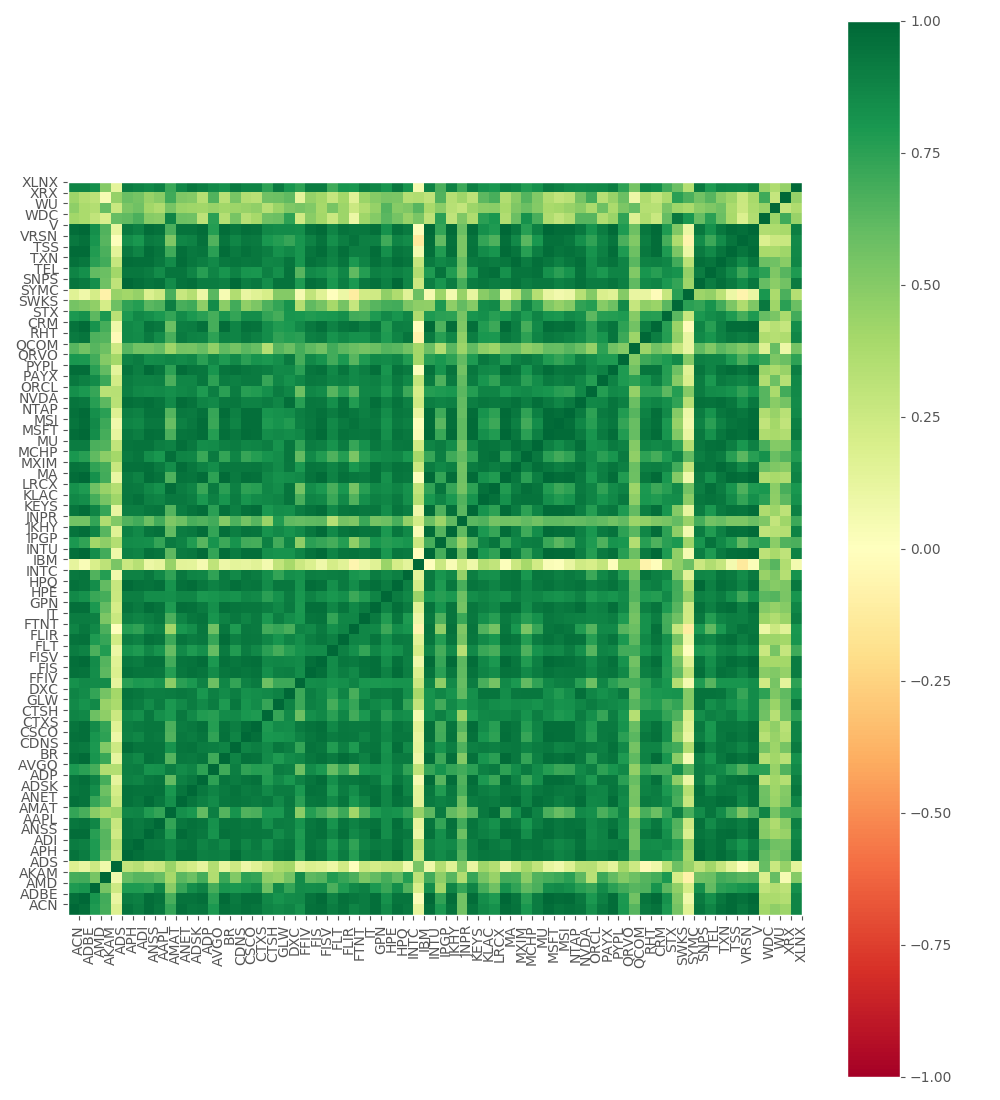 1.00
0.75
0.50
0.25
0.00
−0.25
−0.50
−0.75
−1.00
XLNX
XRX
WU
WDC
V
VRSN
TSS
TXN
TEL
SNPS
SYMC
SWKS
STX
CRM
RHT
QCOM
QRVO
PYPL
PAYX
ORCL
NVDA
NTAP
MSI
MSFT
MU
MCHP
MXIM
MA
LRCX
KLAC
KEYS
JNPR
JKHY
IPGP
INTU
IBM
INTC
HPQ
HPE
GPN
IT
FTNT
FLIR
FLT
FISV
FIS
FFIV
DXC
GLW
CTSH
CTXS
CSCO
CDNS
BR
AVGO
ADP
ADSK
ANET
AMAT
AAPL
ANSS
ADI
APH
ADS
AKAM
AMD
ADBE
ACN
ACN
ADBE
AMD
AKAM
ADS
APH
ADI
ANSS
AAPL
AMAT
ANET
ADSK
ADP
AVGO
BR
CDNS
CSCO
CTXS
CTSH
GLW
DXC
FFIV
FIS
FISV
FLT
FLIR
FTNT
IT
GPN
HPE
HPQ
INTC
IBM
INTU
IPGP
JKHY
JNPR
KEYS
KLAC
LRCX
MA
MXIM
MCHP
MU
MSFT
MSI
NTAP
NVDA
ORCL
PAYX
PYPL
QRVO
QCOM
RHT
CRM
STX
SWKS
SYMC
SNPS
TEL
TXN
TSS
VRSN
V
WDC
WU
XRX
XLNX